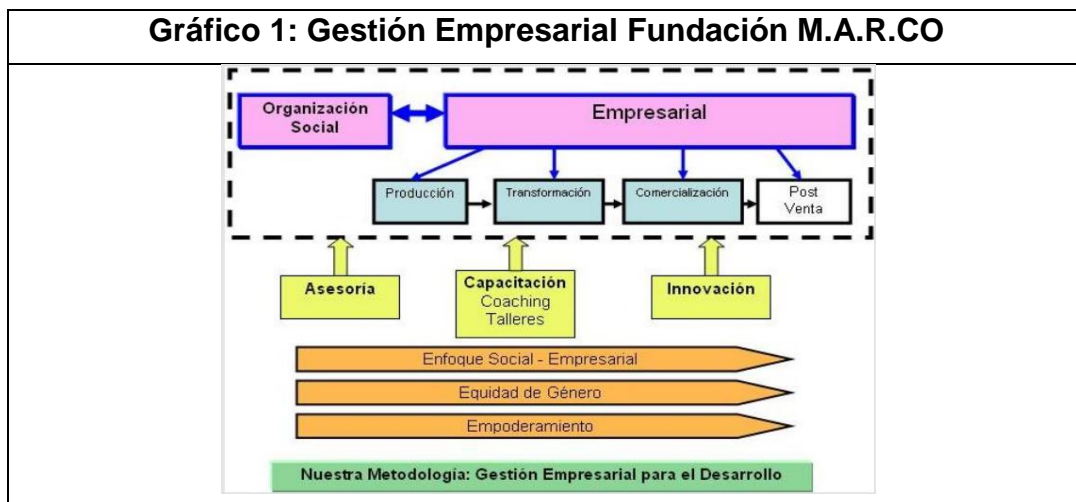 Gráfico 1: Gestión Empresarial Fundación M.A.R.CO
Organización
Social
Empresarial
Producción
Transformación
Comercialización
Post
Venta
Asesoría
Capacitación
Coaching
Talleres
Innovación
Enfoque Social - Empresarial
Equidad de Género
Empoderamiento
Nuestra Metodología: Gestión Empresarial para el Desarrollo